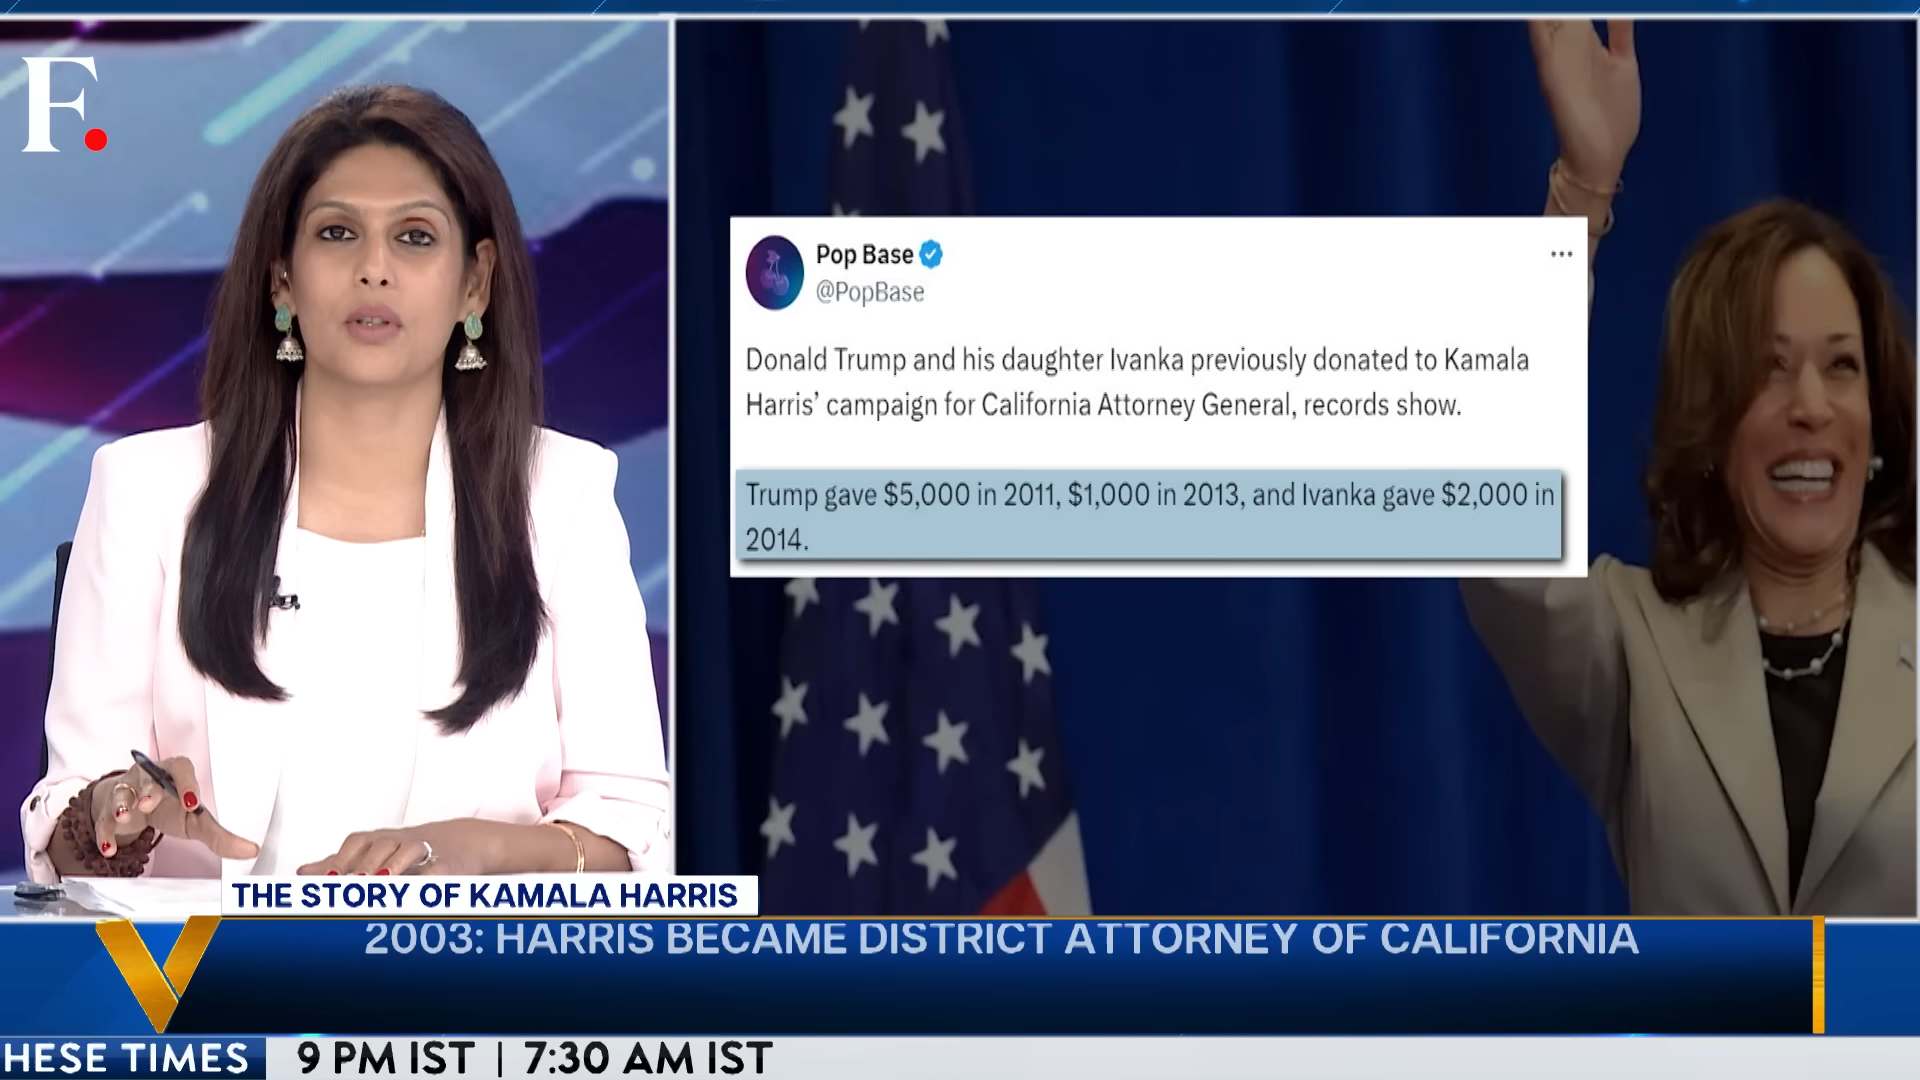 F.
Pop Base
@PopBase
Donald Trump and his daughter Ivanka previously donated to Kamala
Harris’ campaign for California Attorney General, records show.
Trump gave $5,000 in 2011, $1,000 in 2013, and Ivanka gave $2,000 in
2014.
THE STORY OF KAMALA HARRIS
2003: HARRIS BECAME DISTRICT ATTORNEY OF CALIFORNIA
HESE TIMES 9 PM IST | 7:30 AM IST